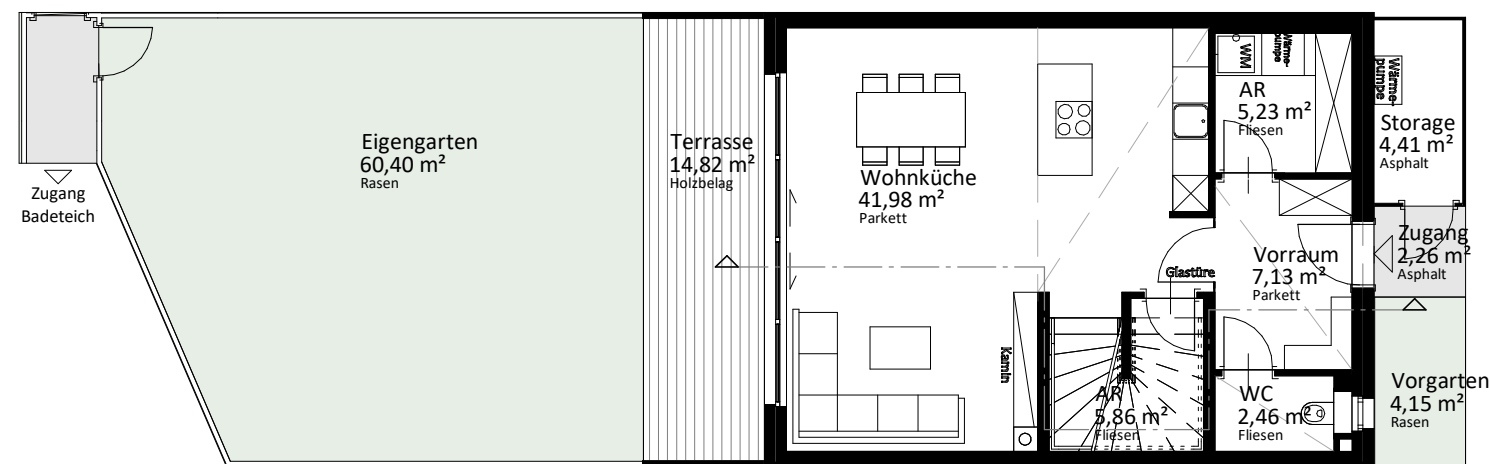 Zugang
Badeteich
Eigengarten
60,40 m²
Rasen
Terrasse
14,82 m²
Holzbelag
Wohnküche
41,98 m²
Parkett
Kamin
WM
Wärme-
pumpe
AR
5,23 m²
Fliesen
Glastüre
Vorraum
7,13 m²
Parkett
AR
5,86 m²
Fliesen
WC
2,46 m²
Fliesen
Wärme-
pumpe
Storage
4,41 m²
Asphalt
Zugang
2,26 m²
Asphalt
Vorgarten
4,15 m²
Rasen